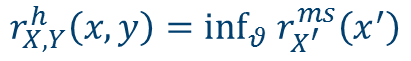 r^h_{X,Y}(x, y) = inf_ϑ r^{ms}_{X'}(x')